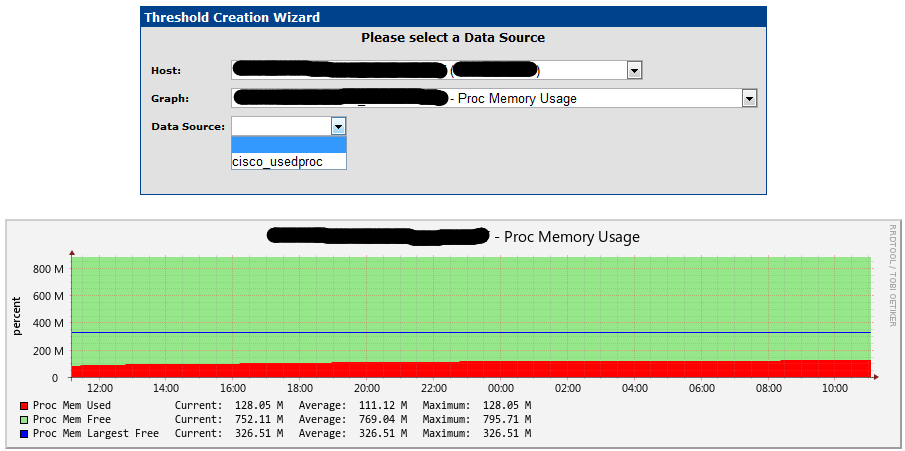 Threshold Creation Wizard
Please select a Data Source
Host: ( )
Graph: _ - Proc Memory Usage
Data Source:
cisco_usedproc
- Proc Memory Usage
RRDTOOL / TOBI OETIKER
percent
800 M
600 M
400 M
200 M
0
12:00 14:00 16:00 18:00 20:00 22:00 00:00 02:00 04:00 06:00 08:00 10:00
Proc Mem Used Current: 128.05 M Average: 111.12 M Maximum: 128.05 M
Proc Mem Free Current: 752.11 M Average: 769.04 M Maximum: 795.71 M
Proc Mem Largest Free Current: 326.51 M Average: 326.51 M Maximum: 326.51 M